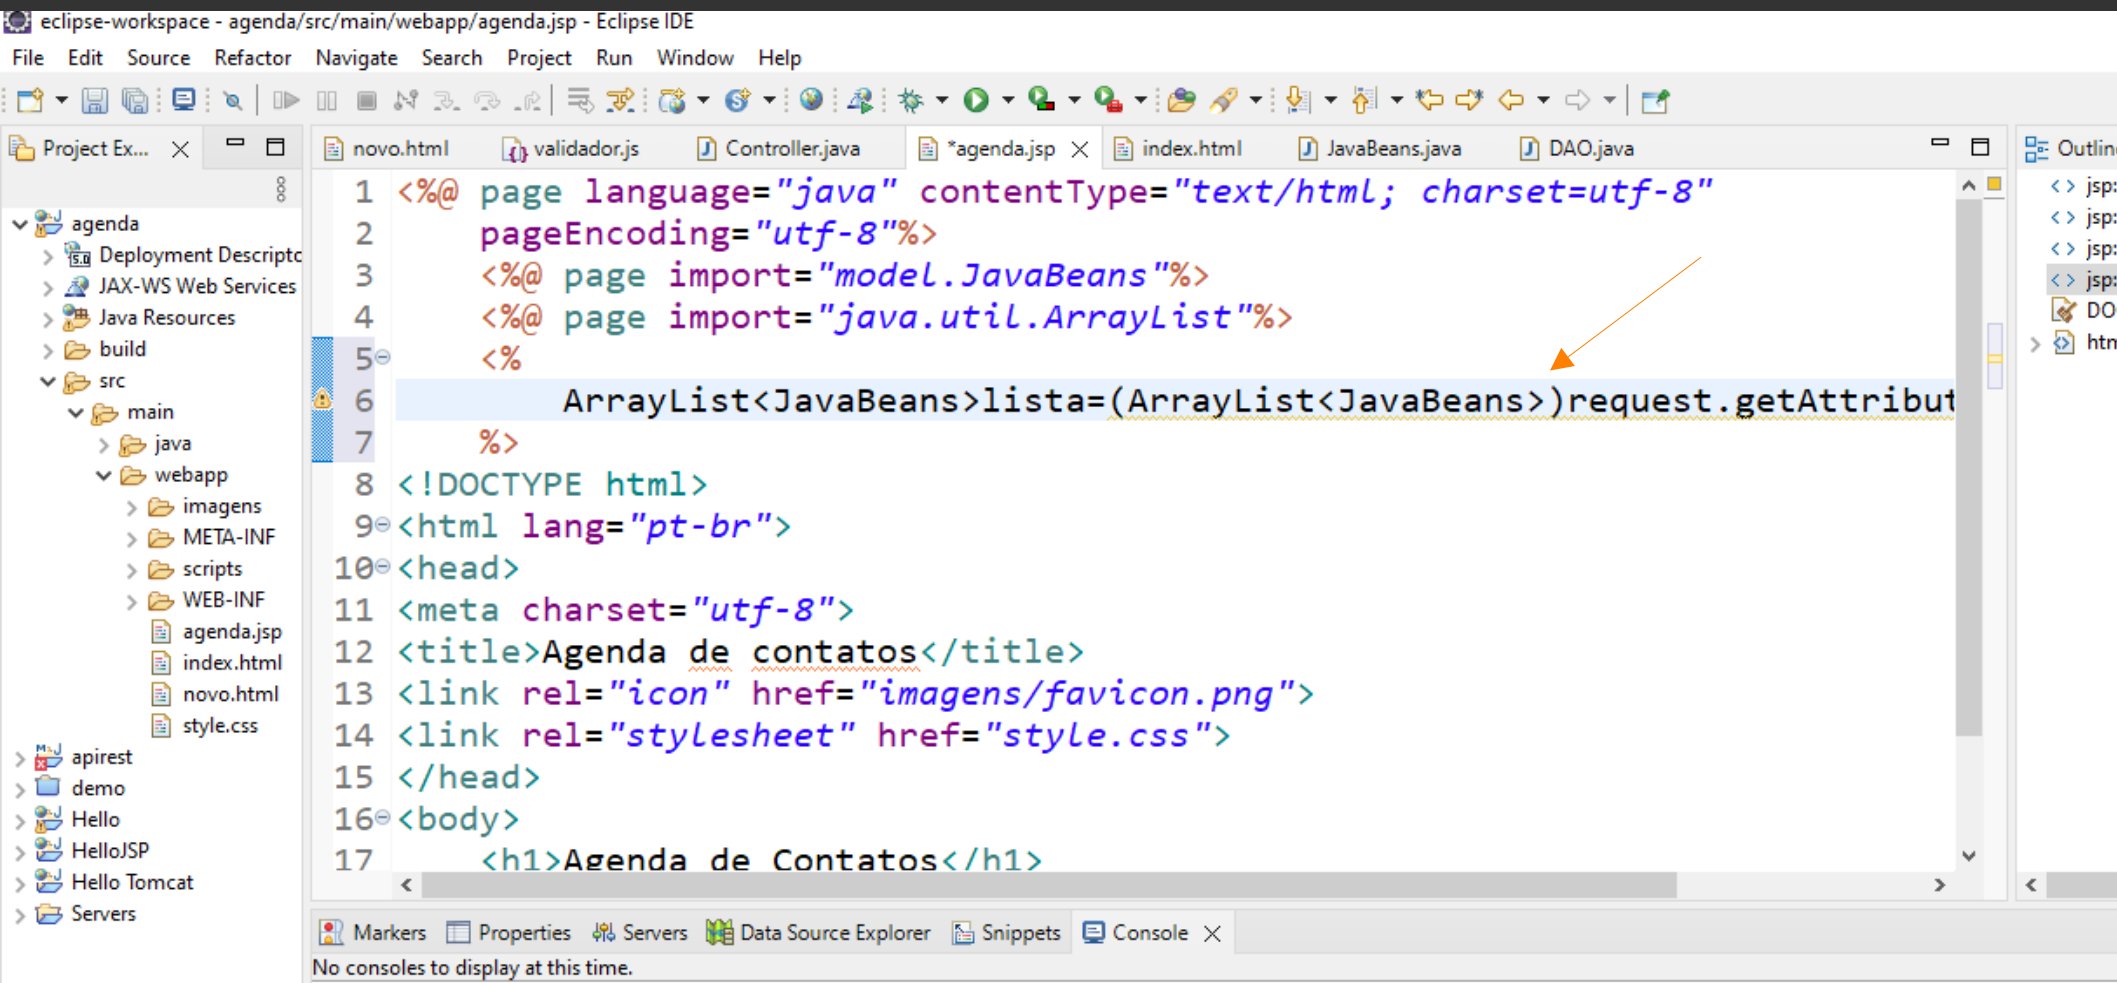 eclipse-workspace - agenda/src/main/webapp/agenda.jsp - Eclipse IDE
File Edit Source Refactor Navigate Search Project Run Window Help
Project Ex...
novo.html validador.js Controller.java *agenda.jsp index.html JavaBeans.java DAO.java
Outlin
agenda
Deployment Descripto
JAX-WS Web Services
Java Resources
build
src
main
java
webapp
imagens
META-INF
scripts
WEB-INF
agenda.jsp
index.html
novo.html
style.css
apirest
demo
Hello
HelloJSP
Hello Tomcat
Servers
1 <%@ page language="java" contentType="text/html; charset=utf-8"
2 pageEncoding="utf-8"%>
3 <%@ page import="model.JavaBeans"%>
4 <%@ page import="java.util.ArrayList"%>
5 <%
6 ArrayList<JavaBeans>lista=(ArrayList<JavaBeans>)request.getAttribut
7 %>
8 <!DOCTYPE html>
9 <html lang="pt-br">
10 <head>
11 <meta charset="utf-8">
12 <title>Agenda de contatos</title>
13 <link rel="icon" href="imagens/favicon.png">
14 <link rel="stylesheet" href="style.css">
15 </head>
16 <body>
17 <h1>Agenda de Contatos</h1>
jsp:
jsp:
jsp:
jsp:
DO
htm
Markers Properties Servers Data Source Explorer Snippets Console
No consoles to display at this time.